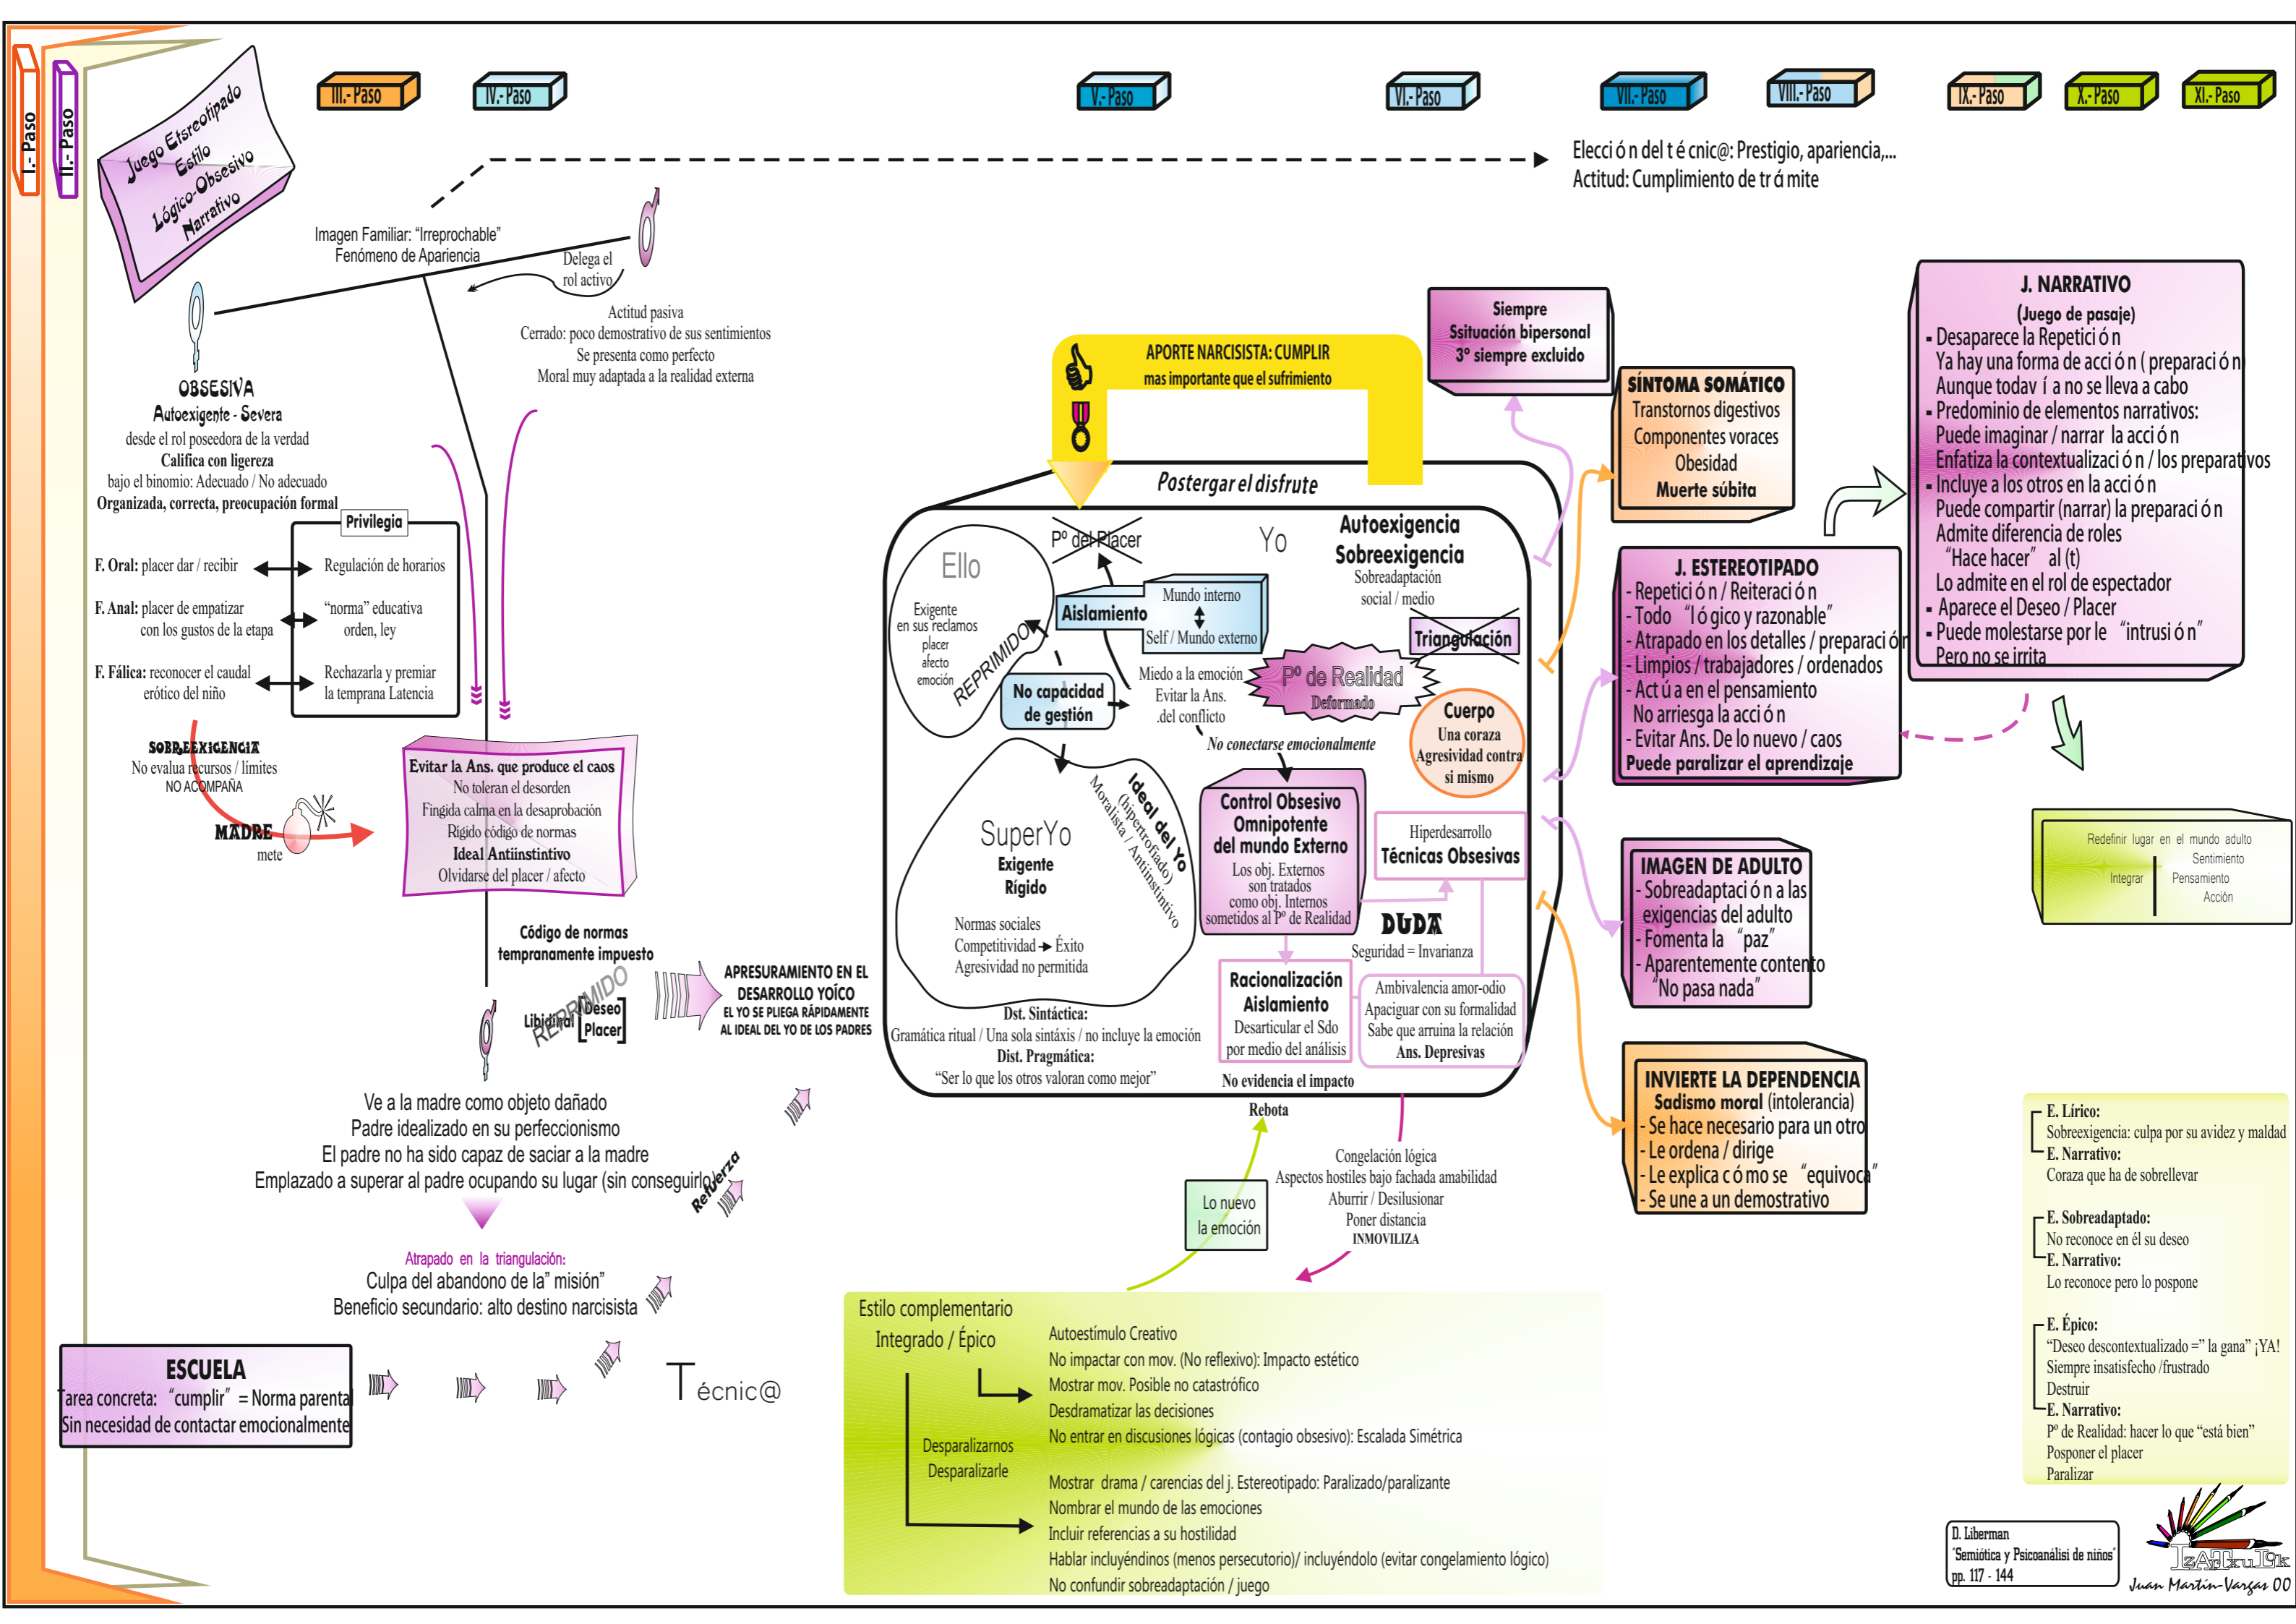 I.- Paso
II.- Paso
III.- Paso
IV.- Paso
V.- Paso
VI.- Paso
VII.- Paso
VIII.- Paso
IX.- Paso
X.- Paso
XI.- Paso
Juego Etsreotipado
Estilo
Lógico-Obsesivo
Narrativo
Elecci ó n del t é cnic@: Prestigio, apariencia,...
Actitud: Cumplimiento de tr á mite
Imagen Familiar: “Irreprochable”
Fenómeno de Apariencia
Delega el
rol activo
Actitud pasiva
Cerrado: poco demostrativo de sus sentimientos
Se presenta como perfecto
Moral muy adaptada a la realidad externa
OBSESIVA
Autoexigente - Severa
desde el rol poseedora de la verdad
Califica con ligereza
bajo el binomio: Adecuado / No adecuado
Organizada, correcta, preocupación formal
Privilegia
F. Oral: placer dar / recibir
Regulación de horarios
F. Anal: placer de empatizar
con los gustos de la etapa
“norma” educativa
orden, ley
F. Fálica: reconocer el caudal
erótico del niño
Rechazarla y premiar
la temprana Latencia
SOBREEXIGENCIA
No evalua recursos / límites
NO ACOMPAÑA
MADRE
mete
Evitar la Ans. que produce el caos
No toleran el desorden
Fingida calma en la desaprobación
Rígido código de normas
Ideal Antiinstintivo
Olvidarse del placer / afecto
Código de normas
tempranamente impuesto
REPRIMIDO
Libidinal
Deseo
Placer
APRESURAMIENTO EN EL
DESARROLLO YOÍCO
EL YO SE PLIEGA RÁPIDAMENTE
AL IDEAL DEL YO DE LOS PADRES
Ve a la madre como objeto dañado
Padre idealizado en su perfeccionismo
El padre no ha sido capaz de saciar a la madre
Emplazado a superar al padre ocupando su lugar (sin conseguirlo)
Refuerza
Atrapado en la triangulación:
Culpa del abandono de la” misión”
Beneficio secundario: alto destino narcisista
ESCUELA
Tarea concreta: “cumplir” = Norma parental
Sin necesidad de contactar emocionalmente
Técnic@
APORTE NARCISISTA: CUMPLIR
mas importante que el sufrimiento
Postergar el disfrute
Ello
Exigente
en sus reclamos
placer
afecto
emoción
REPRIMIDO
Pº del Placer
Yo
Autoexigencia
Sobreexigencia
Sobreadaptación
social / medio
Aislamiento
Mundo interno
Self / Mundo externo
Triangulación
No capacidad
de gestión
Miedo a la emoción
Evitar la Ans.
.del conflicto
Pº de Realidad
Deformado
No conectarse emocionalmente
Cuerpo
Una coraza
Agresividad contra
si mismo
SuperYo
Exigente
Rígido
Normas sociales
Competitividad
Éxito
Agresividad no permitida
Ideal del Yo
(hipertrofiado)
Moralista / Antiinstintivo
Control Obsesivo
Omnipotente
del mundo Externo
Los obj. Externos
son tratados
como obj. Internos
sometidos al Pº de Realidad
Hiperdesarrollo
Técnicas Obsesivas
DUDA
Seguridad = Invarianza
Racionalización
Aislamiento
Desarticular el Sdo
por medio del análisis
Ambivalencia amor-odio
Apaciguar con su formalidad
Sabe que arruina la relación
Ans. Depresivas
Dst. Sintáctica:
Gramática ritual / Una sola sintáxis / no incluye la emoción
Dist. Pragmática:
“Ser lo que los otros valoran como mejor”
No evidencia el impacto
Rebota
Lo nuevo
la emoción
Congelación lógica
Aspectos hostiles bajo fachada amabilidad
Aburrir / Desilusionar
Poner distancia
INMOVILIZA
Estilo complementario
Integrado / Épico
Desparalizarnos
Desparalizarle
Autoestímulo Creativo
No impactar con mov. (No reflexivo): Impacto estético
Mostrar mov. Posible no catastrófico
Desdramatizar las decisiones
No entrar en discusiones lógicas (contagio obsesivo): Escalada Simétrica
Mostrar drama / carencias del j. Estereotipado: Paralizado/paralizante
Nombrar el mundo de las emociones
Incluir referencias a su hostilidad
Hablar incluyéndinos (menos persecutorio)/ incluyéndolo (evitar congelamiento lógico)
No confundir sobreadaptación / juego
Siempre
Ssituación bipersonal
3º siempre excluido
SÍNTOMA SOMÁTICO
Transtornos digestivos
Componentes voraces
Obesidad
Muerte súbita
J. ESTEREOTIPADO
- Repetici ó n / Reiteraci ó n
- Todo “l ó gico y razonable”
- Atrapado en los detalles / preparaci ó n
- Limpios / trabajadores / ordenados
- Act ú a en el pensamiento
No arriesga la acci ó n
- Evitar Ans. De lo nuevo / caos
Puede paralizar el aprendizaje
IMAGEN DE ADULTO
- Sobreadaptaci ó n a las
exigencias del adulto
- Fomenta la “paz”
- Aparentemente contento
“No pasa nada”
INVIERTE LA DEPENDENCIA
Sadismo moral (intolerancia)
- Se hace necesario para un otro
- Le ordena / dirige
- Le explica c ó mo se “equivoca”
- Se une a un demostrativo
J. NARRATIVO
(Juego de pasaje)
- Desaparece la Repetici ó n
Ya hay una forma de acci ó n ( preparaci ó n)
Aunque todav í a no se lleva a cabo
- Predominio de elementos narrativos:
Puede imaginar / narrar la acci ó n
Enfatiza la contextualizaci ó n / los preparativos
- Incluye a los otros en la acci ó n
Puede compartir (narrar) la preparaci ó n
Admite diferencia de roles
“Hace hacer” al (t)
Lo admite en el rol de espectador
- Aparece el Deseo / Placer
- Puede molestarse por le “intrusi ó n”
Pero no se irrita
Redefinir lugar en el mundo adulto
Integrar
Sentimiento
Pensamiento
Acción
E. Lírico:
Sobreexigencia: culpa por su avidez y maldad
E. Narrativo:
Coraza que ha de sobrellevar
E. Sobreadaptado:
No reconoce en él su deseo
E. Narrativo:
Lo reconoce pero lo pospone
E. Épico:
“Deseo descontextualizado =” la gana” ¡YA!
Siempre insatisfecho /frustrado
Destruir
E. Narrativo:
Pº de Realidad: hacer lo que “está bien”
Posponer el placer
Paralizar
D. Liberman
“Semiótica y Psicoanálisi de niños”
pp. 117 - 144
Juan Martín-Vargas 00